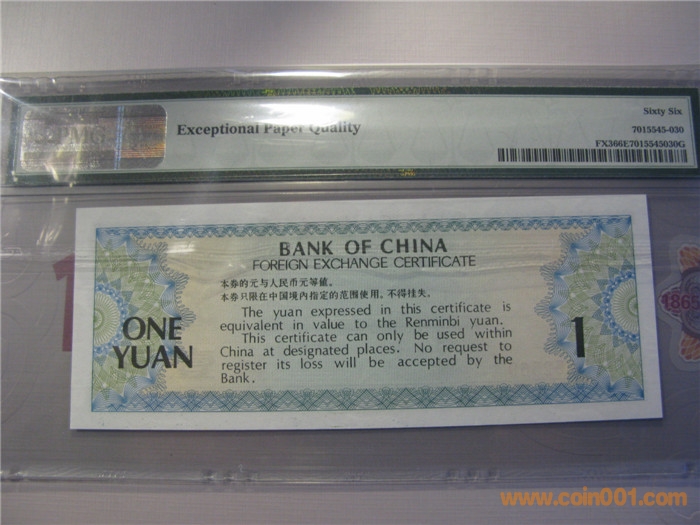 PMG
Exceptional Paper Quality
Sixty Six
7015545-030
FX366E7015545030G
BANK OF CHINA
FOREIGN EXCHANGE CERTIFICATE
本券的元与人民币元等值。
本券只限在中国境内指定的范围使用，不得挂失。
The yuan expressed in this certificate is
equivalent in value to the Renminbi yuan.
This certificate can only be used within
China at designated places. No request to
register its loss will be accepted by the
Bank.
ONE
YUAN
1
www.coin001.com